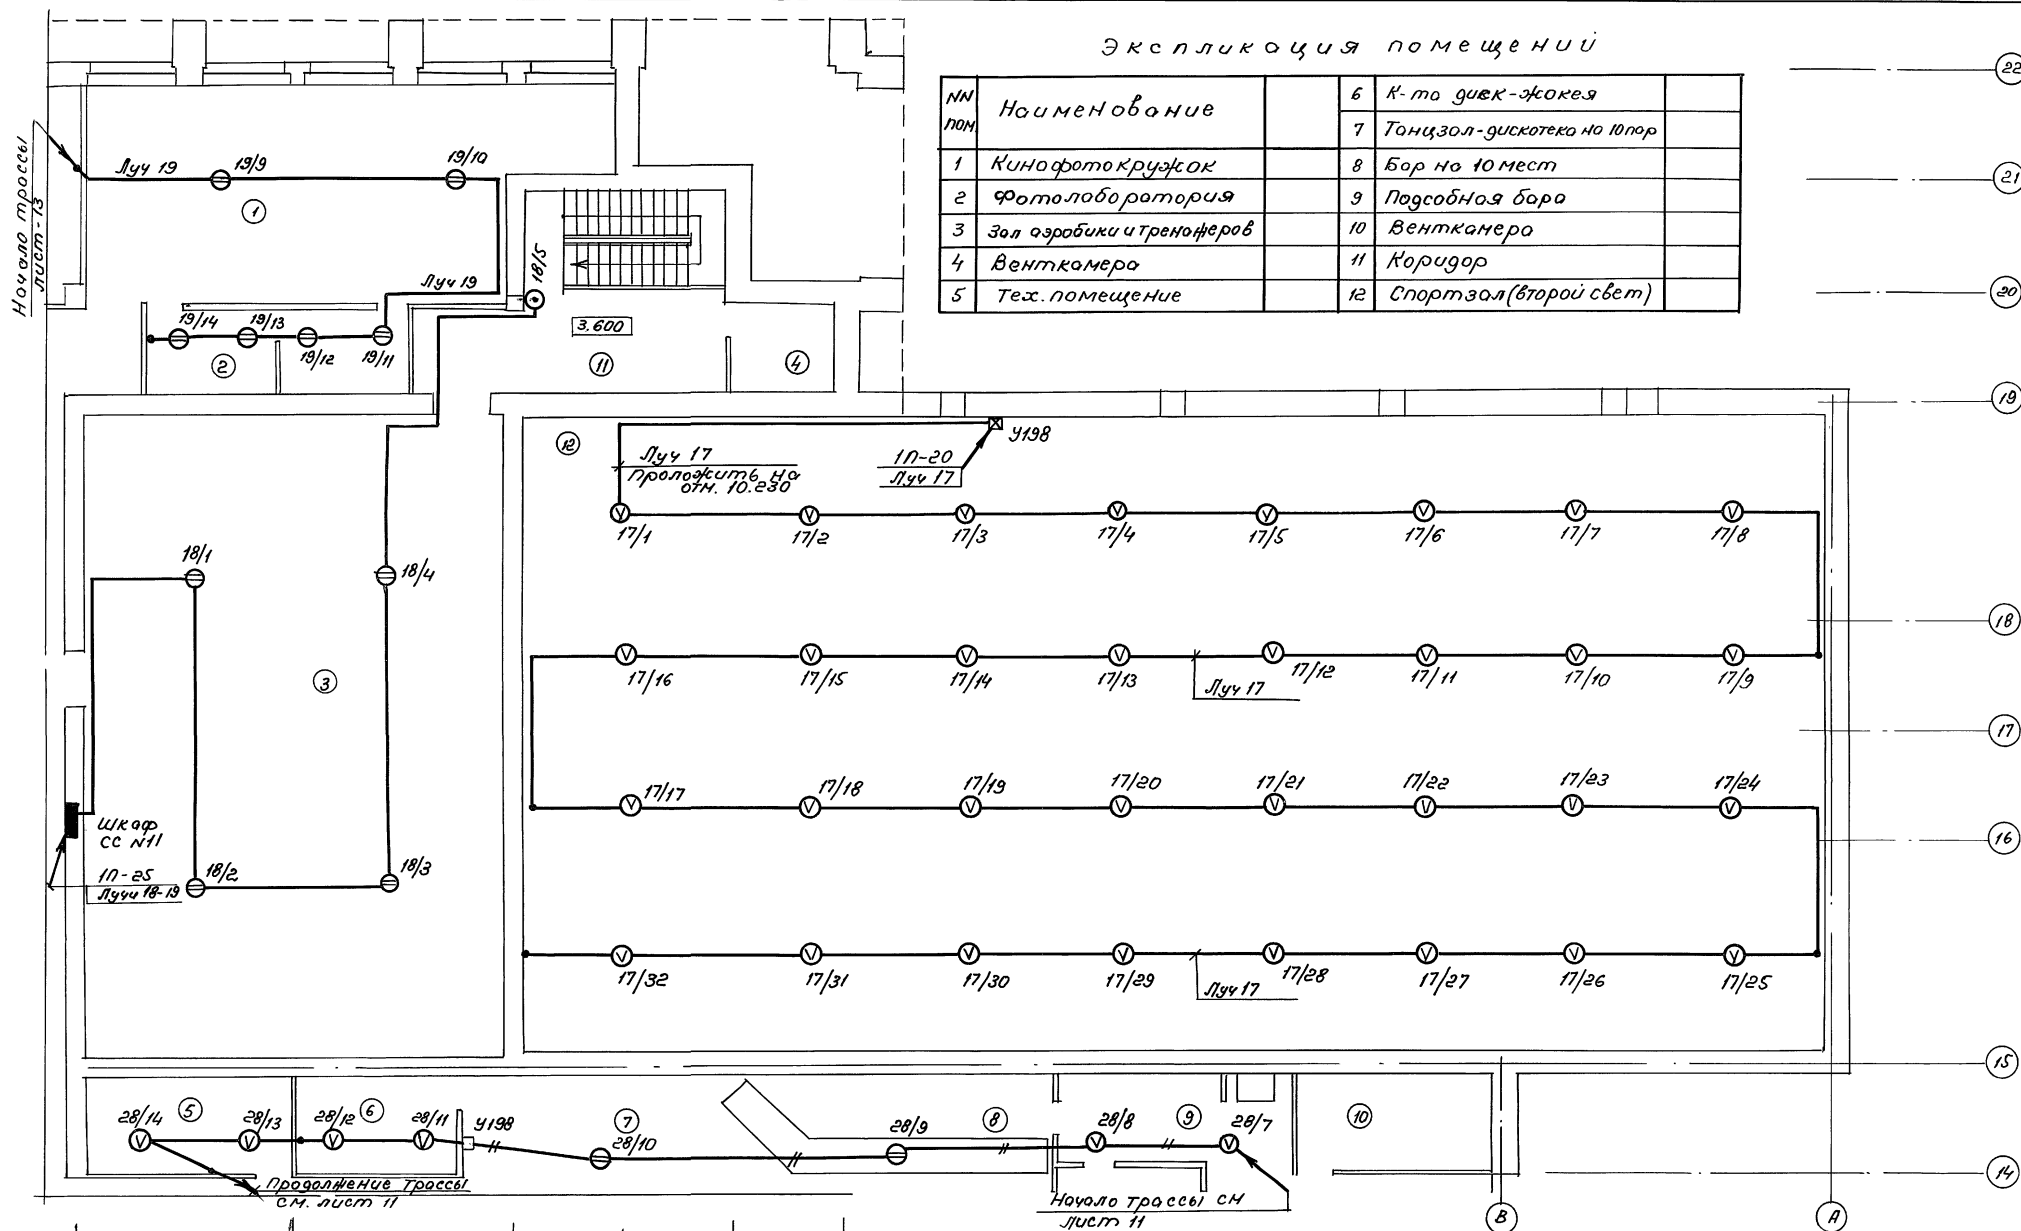 Экспликация помещений
NN пом.
Наименование
1 Кинофотокружок
2 Фотолаборатория
3 Зал аэробики и тренажеров
4 Венткамера
5 Тех. помещение
6 К-та диск-жокея
7 Танцзал-дискотека на 10 пар
8 Бар на 10 мест
9 Подсобная бара
10 Венткамера
11 Коридор
12 Спортзал (второй свет)
22
21
20
19
18
17
16
15
14
В
А
Начало трассы
лист-13
Луч 19
19/9
19/10
1
Луч 19
18/5
19/14
19/13
19/12
19/11
2
3.600
11
4
12
Луч 17
Проложить на
отм. 10.230
1П-20
Луч 17
У198
17/1
17/2
17/3
17/4
17/5
17/6
17/7
17/8
18/1
18/4
3
17/16
17/15
17/14
17/13
Луч 17
17/12
17/11
17/10
17/9
17/17
17/18
17/19
17/20
17/21
17/22
17/23
17/24
Шкаф
СС N11
1П-25
Лучи 18-19
18/2
18/3
17/32
17/31
17/30
17/29
Луч 17
17/28
17/27
17/26
17/25
28/14
5
28/13
28/12
6
28/11
У198
7
28/10
28/9
8
28/8
9
28/7
10
Продолжение трассы
см. лист 11
Начало трассы см
лист 11